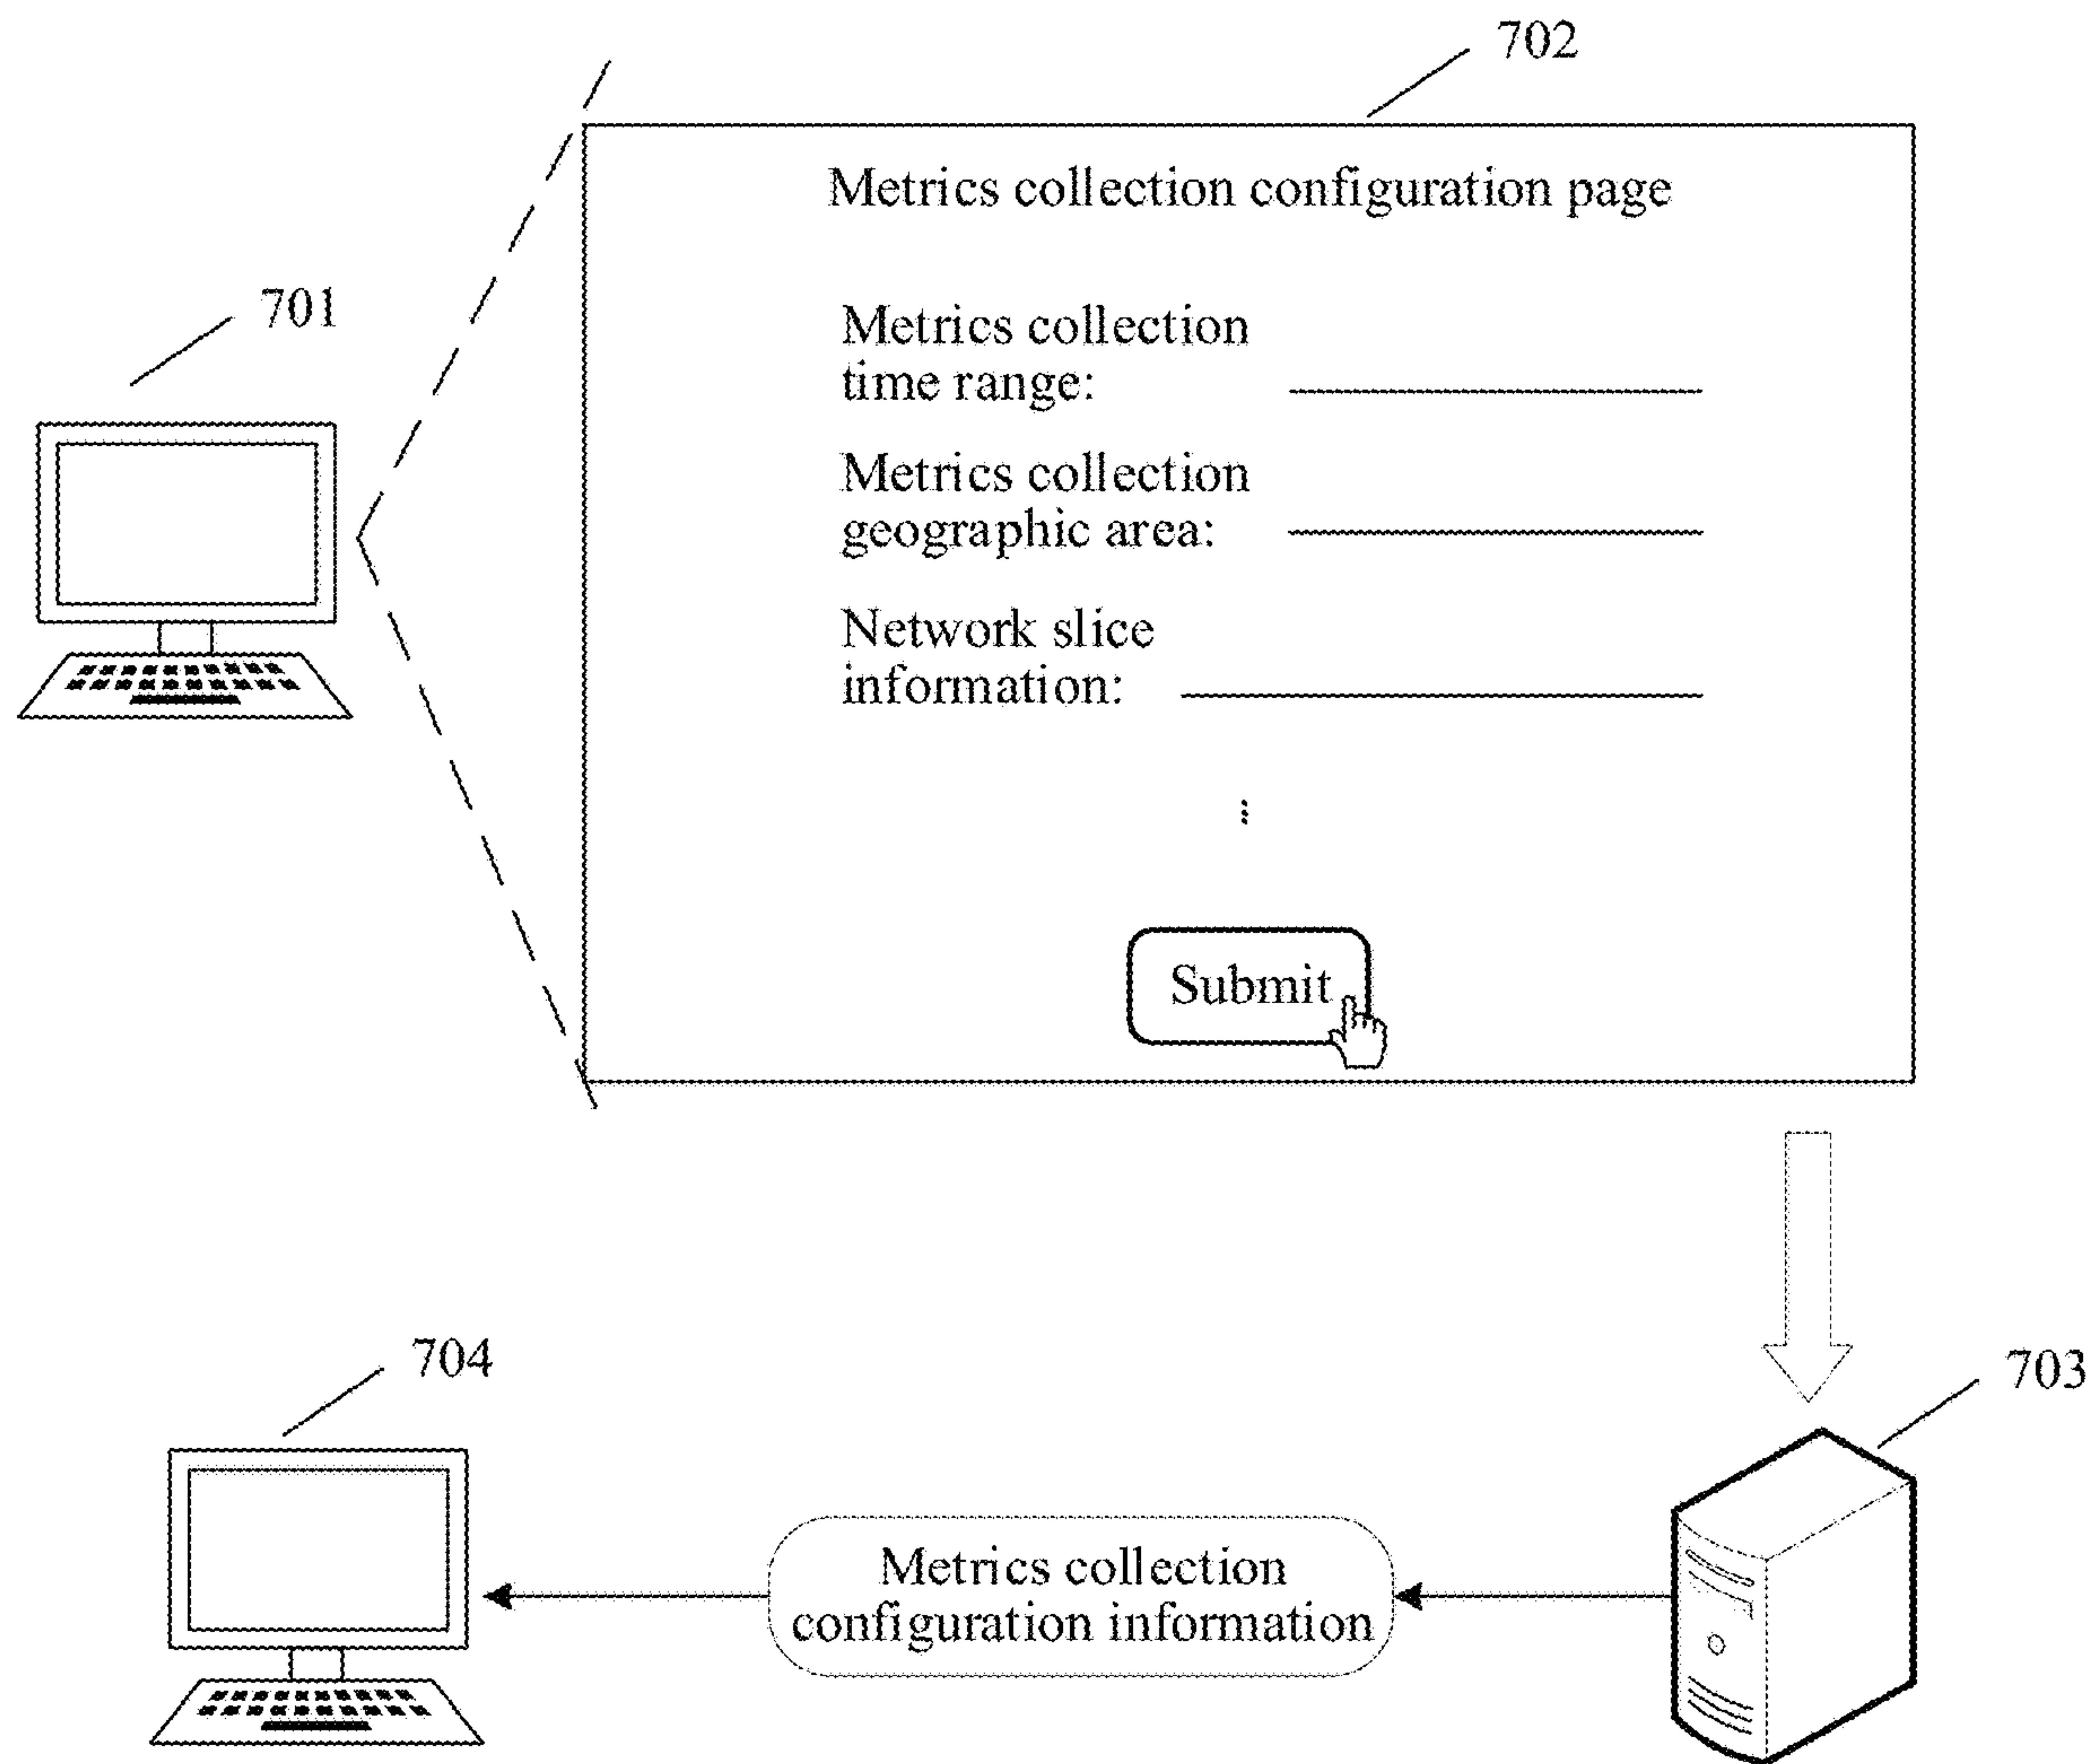 702
Metrics collection configuration page
701
Metrics collection
time range:
Metrics collection
geographic area:
Network slice
information:
Submit
704
703
Metrics collection
configuration information